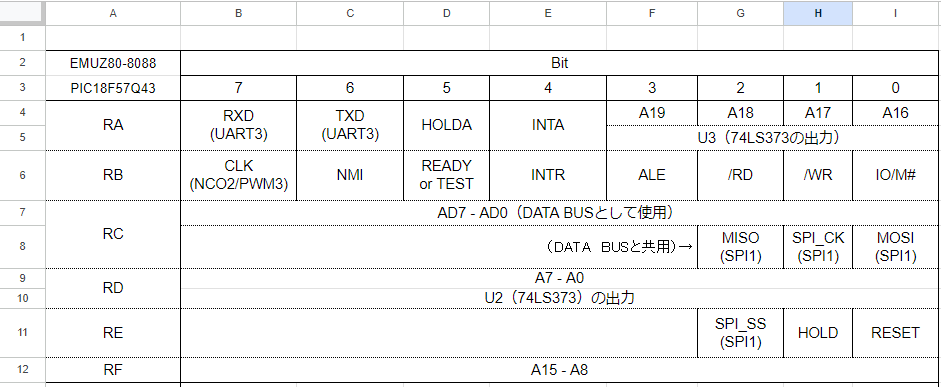 A B C D E F G H I
1
2 EMUZ80-8088 Bit
3 PIC18F57Q43 7 6 5 4 3 2 1 0
4 RA RXD (UART3) TXD (UART3) HOLDA INTA A19 A18 A17 A16
5 U3（74LS373の出力）
6 RB CLK (NCO2/PWM3) NMI READY or TEST INTR ALE /RD /WR IO/M#
7 RC AD7 - AD0（DATA BUSとして使用）
8 （DATA　BUSと共用）→ MISO (SPI1) SPI_CK (SPI1) MOSI (SPI1)
9 RD A7 - A0
10 U2（74LS373）の出力
11 RE SPI_SS (SPI1) HOLD RESET
12 RF A15 - A8